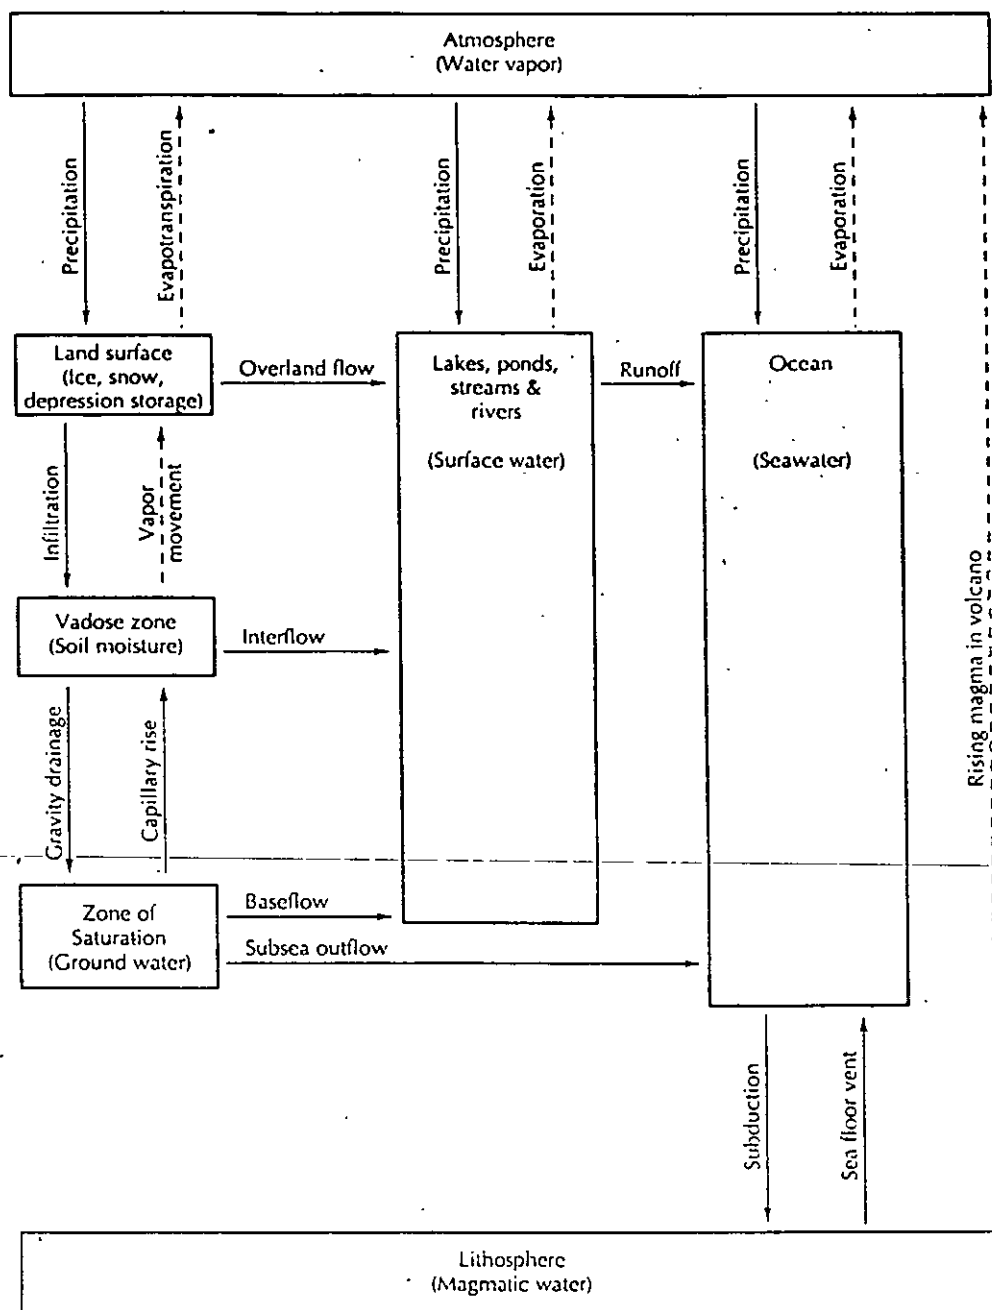 Atmosphere
(Water vapor)
Precipitation
Evapotranspiration
Precipitation
Evaporation
Precipitation
Evaporation
Land surface
(Ice, snow,
depression storage)
Overland flow
Lakes, ponds,
streams &
rivers
(Surface water)
Runoff
Ocean
(Seawater)
Infiltration
Vapor
movement
Rising magma in volcano
Vadose zone
(Soil moisture)
Interflow
Gravity drainage
Capillary rise
Zone of
Saturation
(Ground water)
Baseflow
Subsea outflow
Subduction
Sea floor vent
Lithosphere
(Magmatic water)